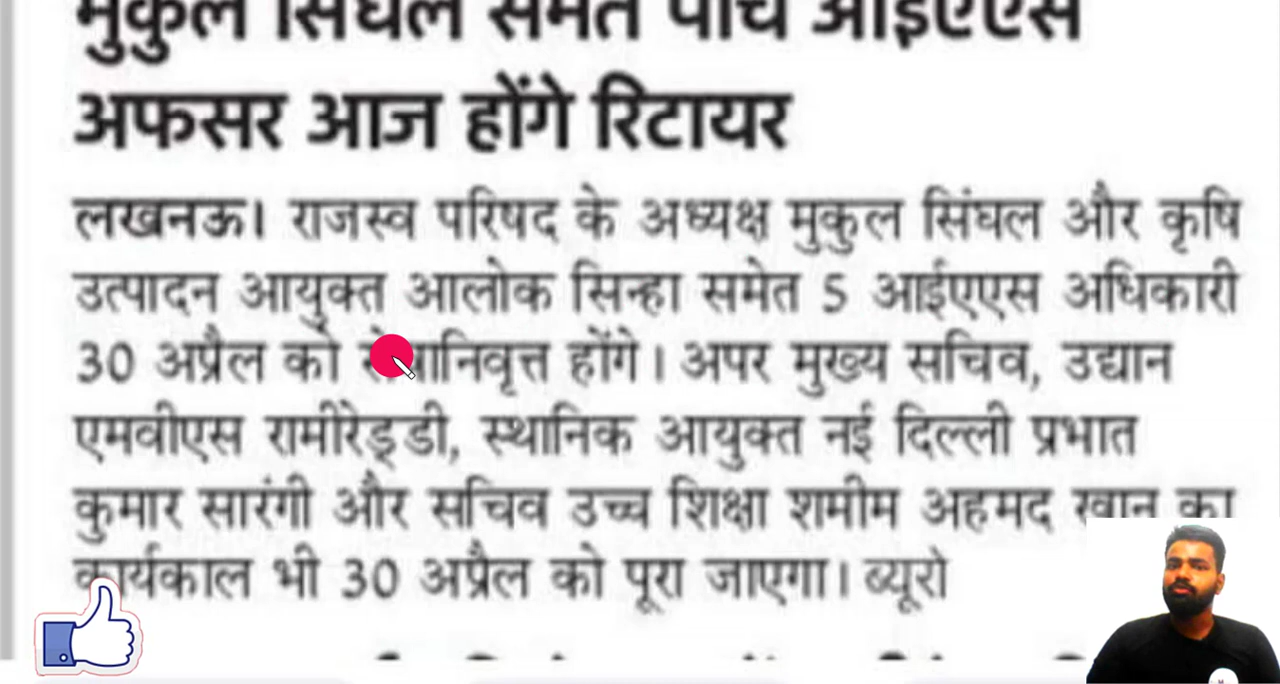 मुकुल सिंघल समेत पांच आईएएस
अफसर आज होंगे रिटायर
लखनऊ। राजस्व परिषद के अध्यक्ष मुकुल सिंघल और कृषि
उत्पादन आयुक्त आलोक सिन्हा समेत 5 आईएएस अधिकारी
30 अप्रैल को सेवानिवृत्त होंगे। अपर मुख्य सचिव, उद्यान
एमवीएस रामीरेड्डी, स्थानिक आयुक्त नई दिल्ली प्रभात
कुमार सारंगी और सचिव उच्च शिक्षा शमीम अहमद खान का
कार्यकाल भी 30 अप्रैल को पूरा जाएगा। ब्यूरो